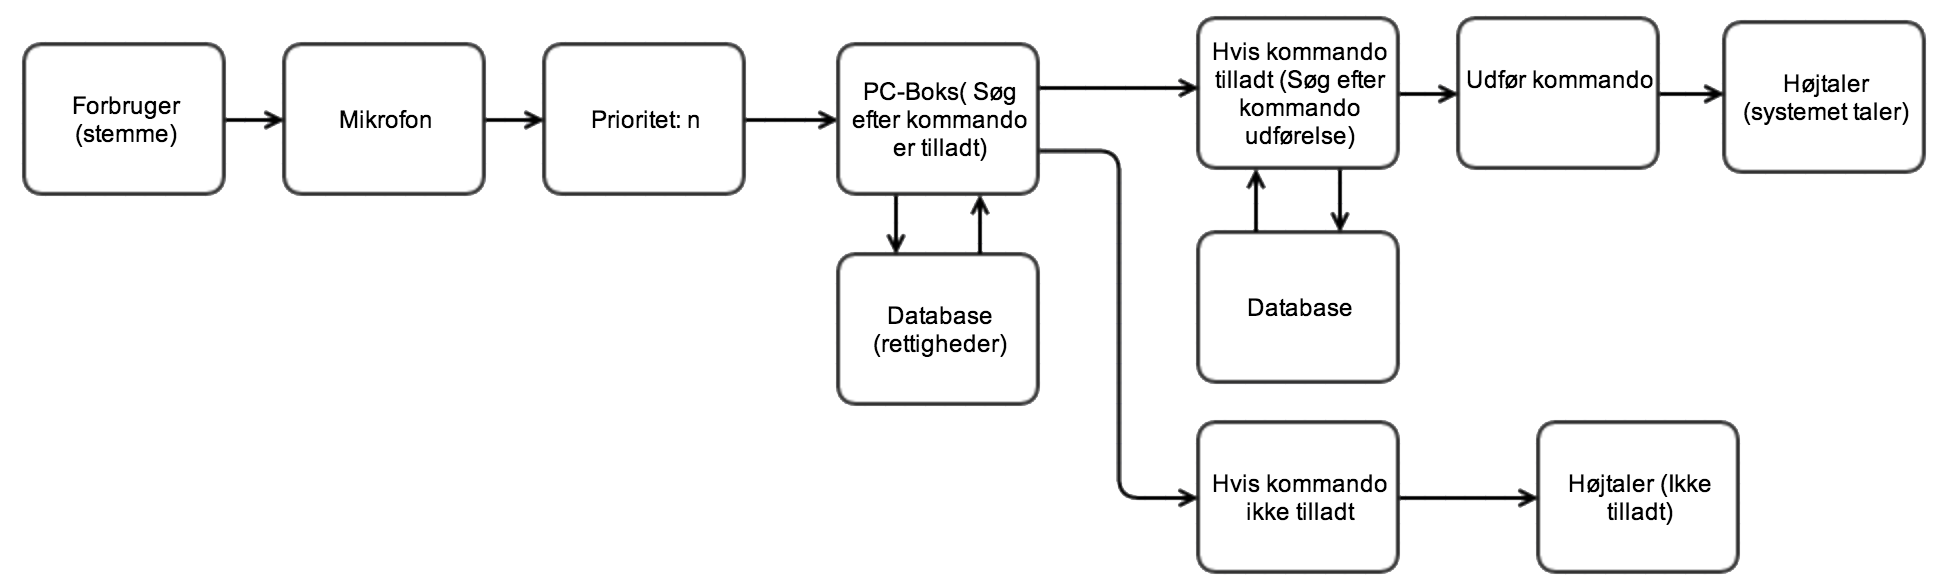 Forbruger
(stemme)
Mikrofon
Prioritet: n
PC-Boks( Søg
efter kommando
er tilladt)
Database
(rettigheder)
Hvis kommando
tilladt (Søg efter
kommando
udførelse)
Database
Udfør kommando
Højtaler
(systemet taler)
Hvis kommando
ikke tilladt
Højtaler (Ikke
tilladt)